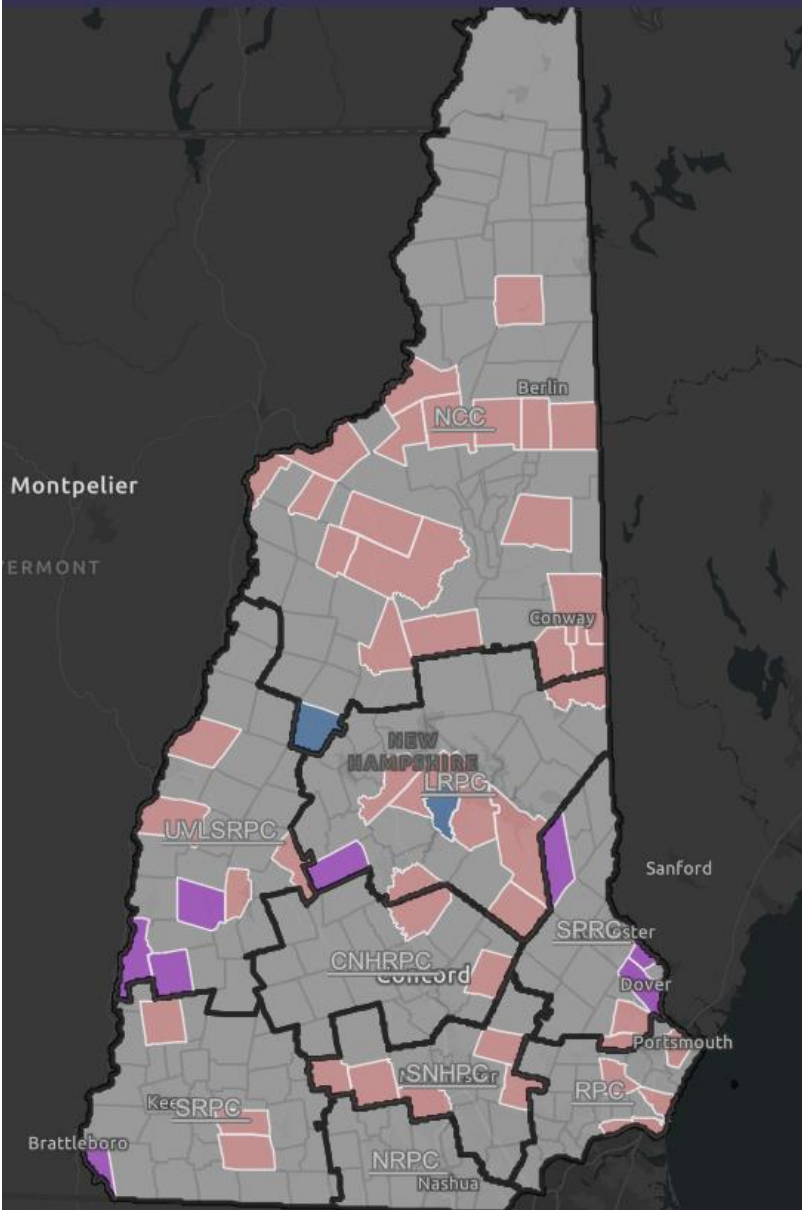 Berlin
NCC
Montpelier
VERMONT
Conway
NEW
HAMPSHIRE
LRPC
UVLSRPC
Sanford
SPRC
CNHRPC
Concord
Dover
Portsmouth
SNHPC
RPC
SRPC
Brattleboro
NRPC
Nashua